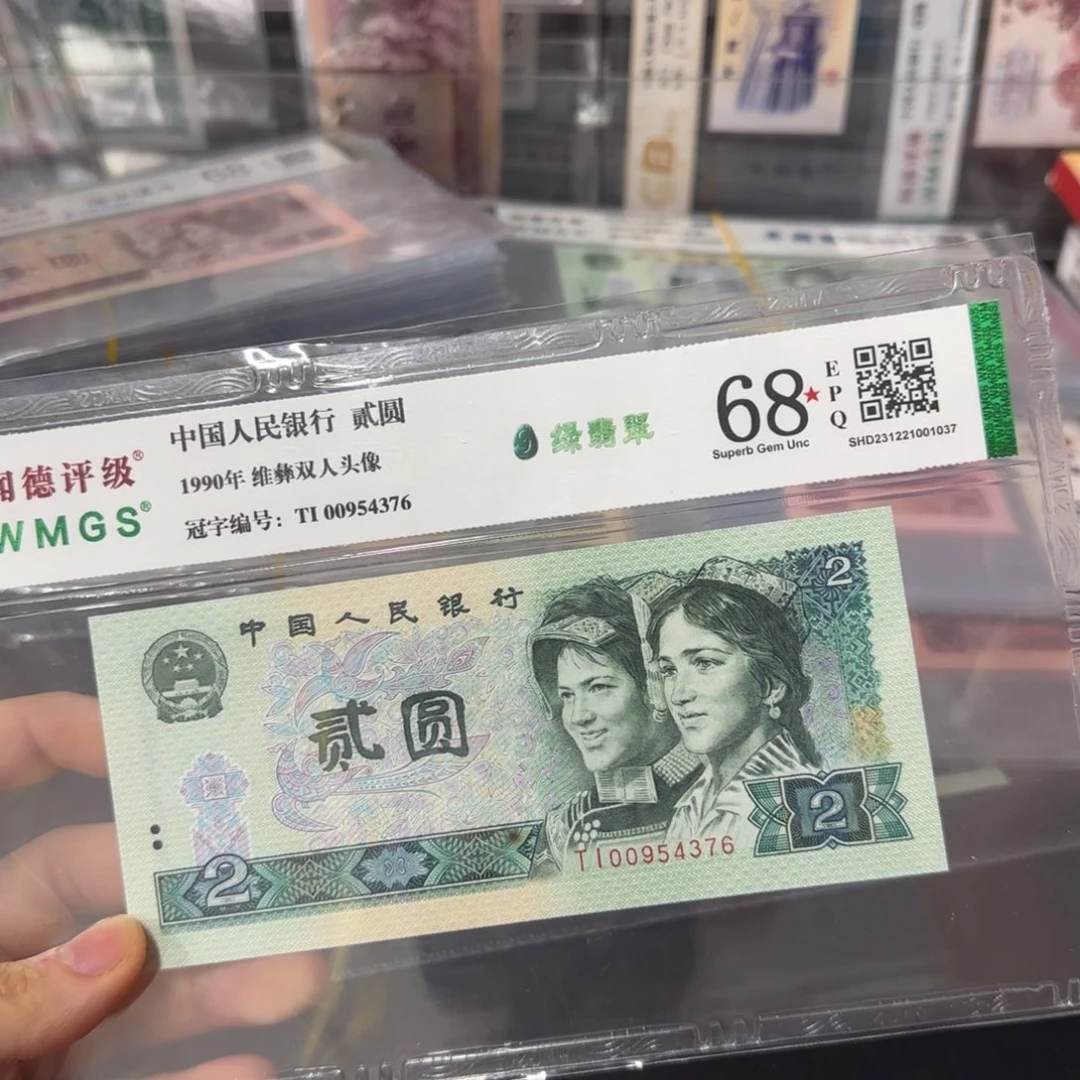 德评级®
WMGS®
中国人民银行 贰圆
1990年 维彝双人头像
冠字编号: TI 00954376
绿翡翠
68★
EPQ
Superb Gem Unc
SHD231221001037
中国人民银行
贰圆
2
2
2
TI00954376
68